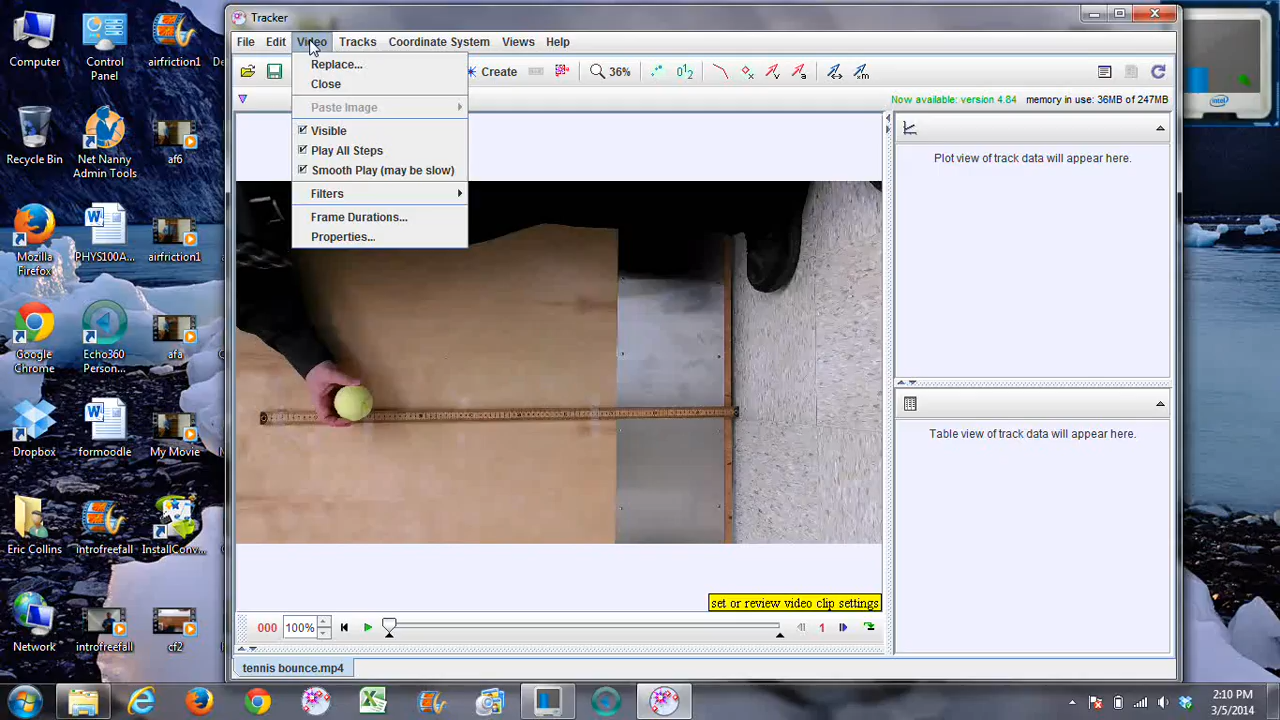 Tracker
File Edit Video Tracks Coordinate System Views Help
Create 36%
Now available: version 4.84 memory in use: 36MB of 247MB
Replace...
Close
Paste Image
Visible
Play All Steps
Smooth Play (may be slow)
Filters
Frame Durations...
Properties...
Plot view of track data will appear here.
Table view of track data will appear here.
set or review video clip settings
000 100% 1
tennis bounce.mp4
Computer
Control Panel
airfriction1
Recycle Bin
Net Nanny Admin Tools
af6
Mozilla Firefox
PHYS100A...
airfriction1
Google Chrome
Echo360 Person...
afa
Dropbox
formoodle
My Movie
Eric Collins
introfreefall
InstallConv...
Network
introfreefall
cf2
intel
2:10 PM
3/5/2014